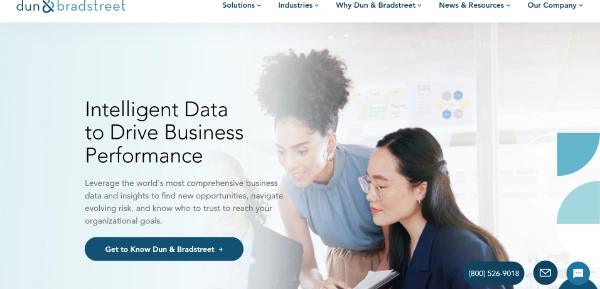 dun & bradstreet
Solutions
Industries
Why Dun & Bradstreet
News & Resources
Our Company
Intelligent Data
to Drive Business
Performance
Leverage the world's most comprehensive business
data and insights to find new opportunities, navigate
evolving risk, and know who to trust to reach your
organizational goals.
Get to Know Dun & Bradstreet →
(800) 526-9018